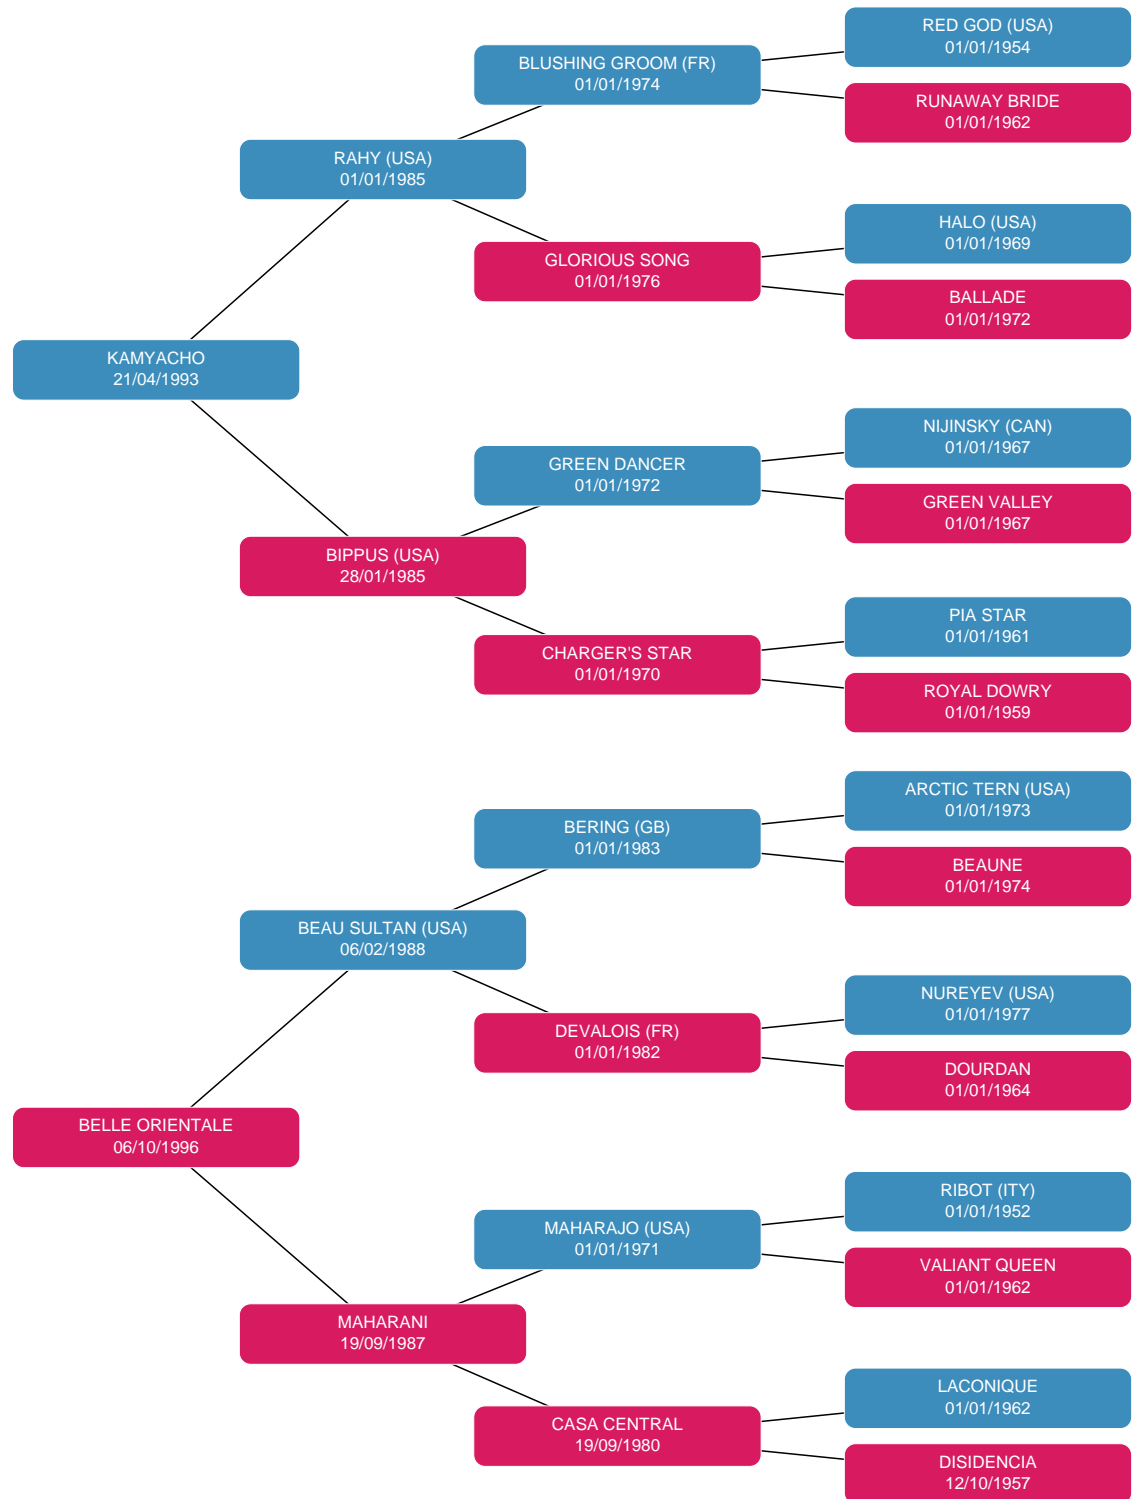 RED GOD (USA)
01/01/1954
BLUSHING GROOM (FR)
01/01/1974
RUNAWAY BRIDE
01/01/1962
RAHY (USA)
01/01/1985
HALO (USA)
01/01/1969
GLORIOUS SONG
01/01/1976
BALLADE
01/01/1972
KAMYACHO
21/04/1993
NIJINSKY (CAN)
01/01/1967
GREEN DANCER
01/01/1972
GREEN VALLEY
01/01/1967
BIPPUS (USA)
28/01/1985
PIA STAR
01/01/1961
CHARGER'S STAR
01/01/1970
ROYAL DOWRY
01/01/1959
ARCTIC TERN (USA)
01/01/1973
BERING (GB)
01/01/1983
BEAUNE
01/01/1974
BEAU SULTAN (USA)
06/02/1988
NUREYEV (USA)
01/01/1977
DEVALOIS (FR)
01/01/1982
DOURDAN
01/01/1964
BELLE ORIENTALE
06/10/1996
RIBOT (ITY)
01/01/1952
MAHARAJO (USA)
01/01/1971
VALIANT QUEEN
01/01/1962
MAHARANI
19/09/1987
LACONIQUE
01/01/1962
CASA CENTRAL
19/09/1980
DISIDENCIA
12/10/1957